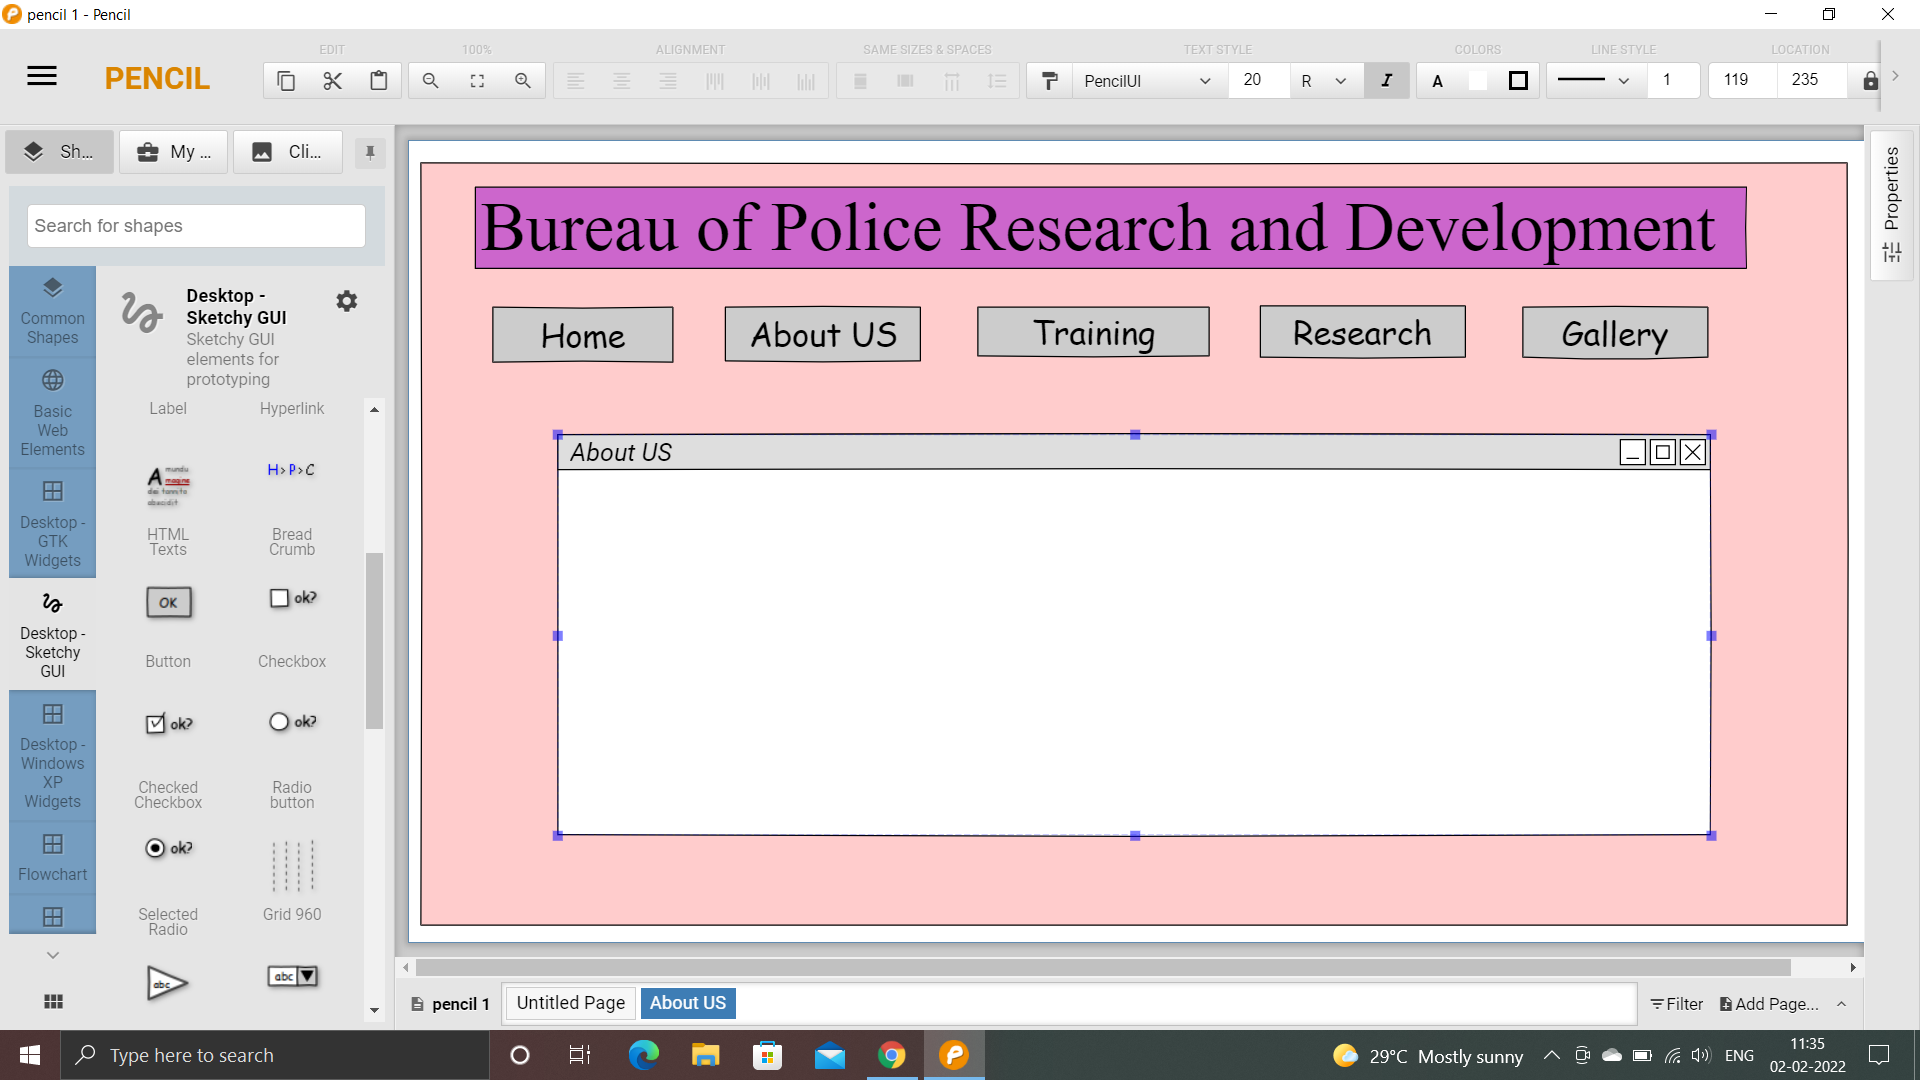 pencil 1 - Pencil
EDIT 100% ALIGNMENT SAME SIZES & SPACES TEXT STYLE COLORS LINE STYLE LOCATION
PENCIL
PencilUI 20 R I A 1 119 235
Sh... My ... Cli...
Search for shapes
Common
Shapes
Basic
Web
Elements
Desktop -
GTK
Widgets
Desktop -
Sketchy
GUI
Desktop -
Windows
XP
Widgets
Flowchart
Desktop -
Sketchy GUI
Sketchy GUI
elements for
prototyping
Label Hyperlink
A mundu
magine
H>P>C
HTML
Texts
Bread
Crumb
OK
ok?
Button Checkbox
ok? ok?
Checked
Checkbox
Radio
button
ok?
Selected
Radio
Grid 960
abc abc
Bureau of Police Research and Development
Home About US Training Research Gallery
About US
Properties
pencil 1 Untitled Page About US Filter Add Page...
Type here to search
29°C Mostly sunny ENG
11:35
02-02-2022